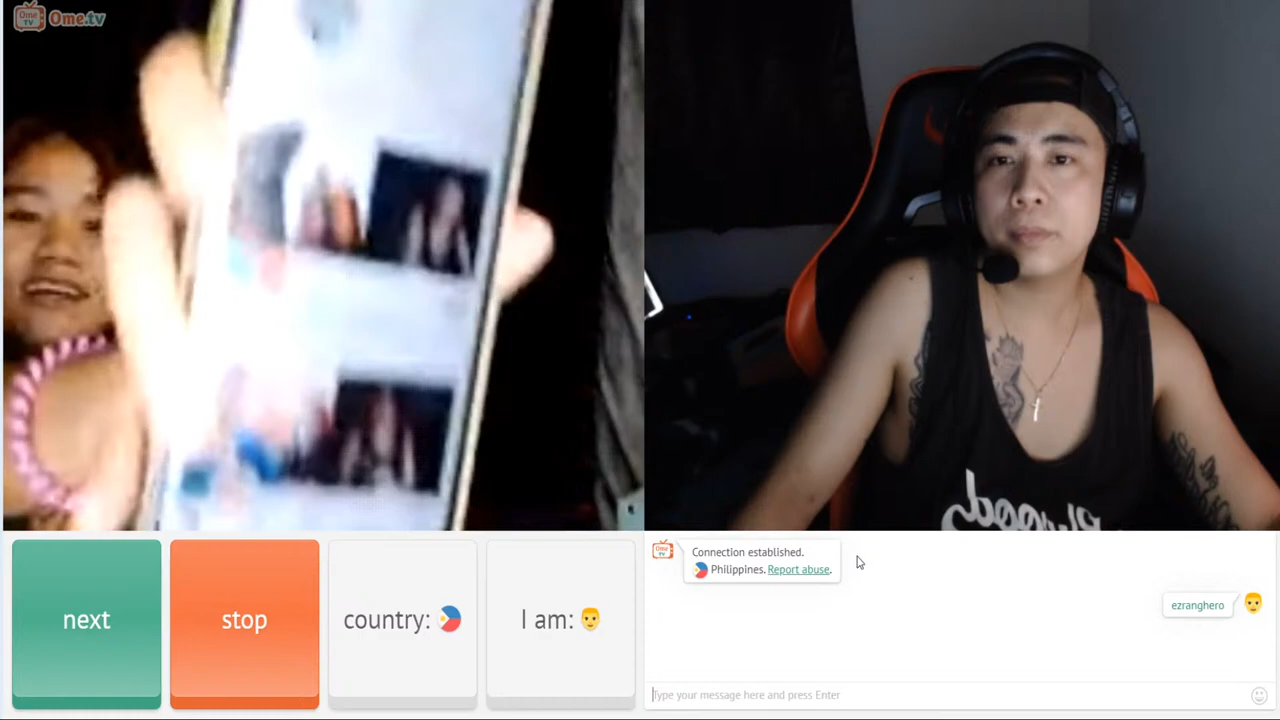 Ome.tv
Connection established.
Philippines. Report abuse.
ezranghero
next
stop
country:
I am:
Type your message here and press Enter